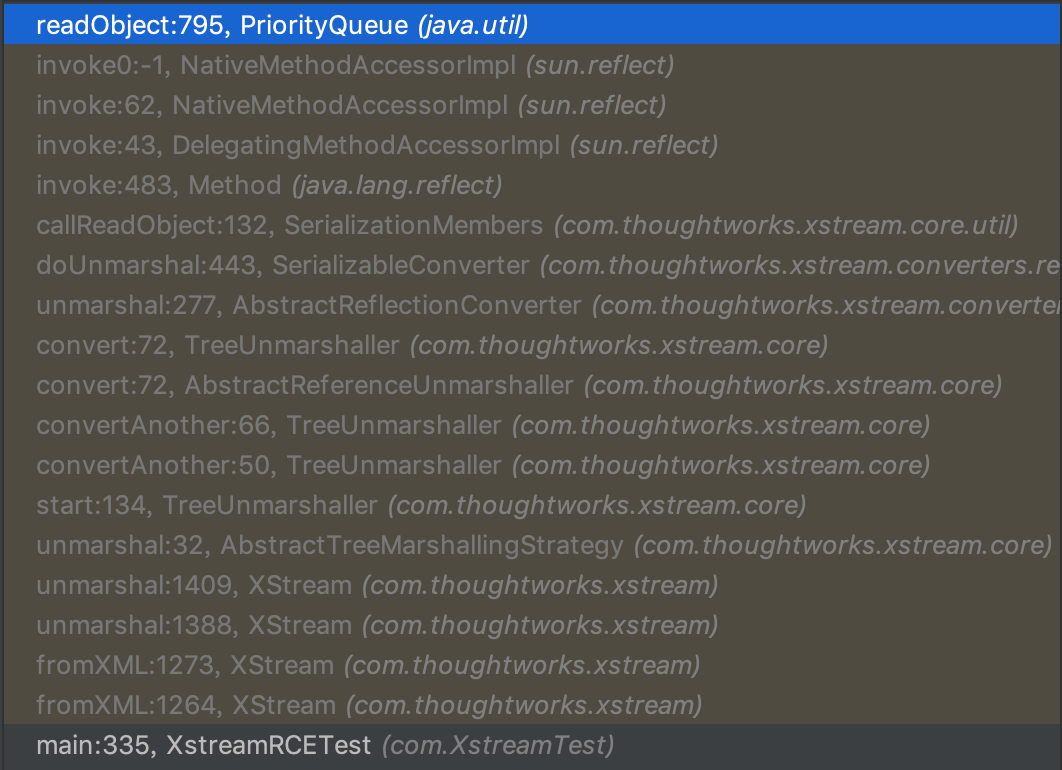 readObject:795, PriorityQueue (java.util)
invoke0:-1, NativeMethodAccessorImpl (sun.reflect)
invoke:62, NativeMethodAccessorImpl (sun.reflect)
invoke:43, DelegatingMethodAccessorImpl (sun.reflect)
invoke:483, Method (java.lang.reflect)
callReadObject:132, SerializationMembers (com.thoughtworks.xstream.core.util)
doUnmarshal:443, SerializableConverter (com.thoughtworks.xstream.converters.re
unmarshal:277, AbstractReflectionConverter (com.thoughtworks.xstream.converter
convert:72, TreeUnmarshaller (com.thoughtworks.xstream.core)
convert:72, AbstractReferenceUnmarshaller (com.thoughtworks.xstream.core)
convertAnother:66, TreeUnmarshaller (com.thoughtworks.xstream.core)
convertAnother:50, TreeUnmarshaller (com.thoughtworks.xstream.core)
start:134, TreeUnmarshaller (com.thoughtworks.xstream.core)
unmarshal:32, AbstractTreeMarshallingStrategy (com.thoughtworks.xstream.core)
unmarshal:1409, XStream (com.thoughtworks.xstream)
unmarshal:1388, XStream (com.thoughtworks.xstream)
fromXML:1273, XStream (com.thoughtworks.xstream)
fromXML:1264, XStream (com.thoughtworks.xstream)
main:335, XstreamRCETest (com.XstreamTest)